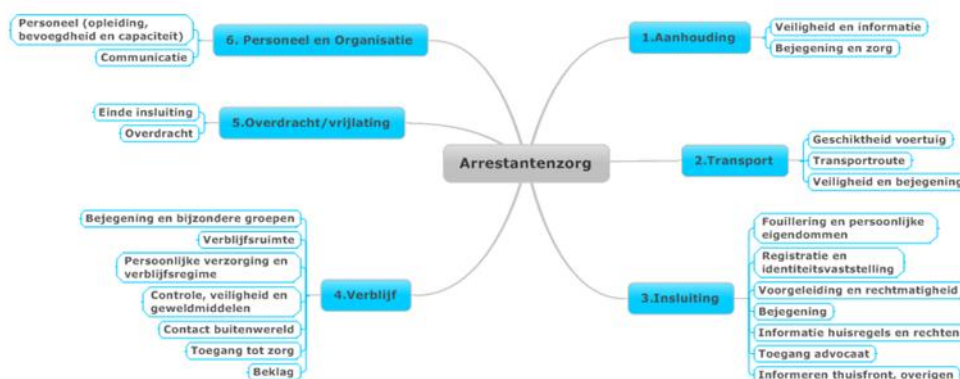 Arrestantenzorg
1.Aanhouding
Veiligheid en informatie
Bejegening en zorg
2.Transport
Geschiktheid voertuig
Transportroute
Veiligheid en bejegening
3.Insluiting
Fouillering en persoonlijke
eigendommen
Registratie en
identiteitsvaststelling
Voorgeleiding en rechtmatigheid
Bejegening
Informatie huisregels en rechten
Toegang advocaat
Informeren thuisfront, overigen
4.Verblijf
Bejegening en bijzondere groepen
Verblijfsruimte
Persoonlijke verzorging en
verblijfsregime
Controle, veiligheid en
geweldmiddelen
Contact buitenwereld
Toegang tot zorg
Beklag
5.Overdracht/vrijlating
Einde insluiting
Overdracht
6. Personeel en Organisatie
Personeel (opleiding,
bevoegdheid en capaciteit)
Communicatie